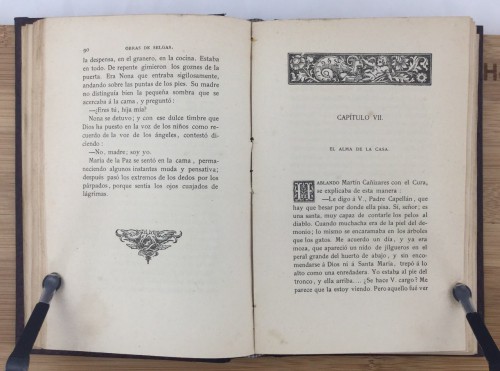 90 OBRAS DE SELGAS.
la despensa, en el granero, en la cocina. Estaba
en todo. De repente gimieron los goznes de la
puerta. Era Nona que entraba sigilosamente,
andando sobre las puntas de los pies. Su madre
no distinguía bien la pequeña sombra que se
acercaba á la cama, y preguntó:
—¿Eres tú, hija mía?
Nona se detuvo; y con ese dulce timbre que
Dios ha puesto en la voz de los niños como re-
cuerdo de la voz de los ángeles, contestó di-
ciendo:
—No, madre; soy yo.
María de la Paz se sentó en la cama, perma-
neciendo algunos instantes muda y pensativa;
después pasó los extremos de los dedos por los
párpados, porque sentía los ojos cuajados de
lágrimas.
CAPÍTULO VII.
EL ALMA DE LA CASA.
HABLANDO Martín Cañizares con el Cura,
se explicaba de esta manera:
—Le digo á V., Padre Capellán, que
hay que besar por donde ella pisa. Sí, señor; es
una santa, muy capaz de contarle los pelos al
diablo. Cuando muchacha era de la piel del de-
monio; lo mismo se encaramaba en los árboles
que los gatos. Me acuerdo un día, y ya era
mosa, que apareció un nido de jilgueros en el
peral grande del huerto de abajo, y sin enco-
mendarse á Dios ni á Santa María, trepó á lo
alto como una enredadera. Yo estaba al pie del
tronco, y ella arriba.... ¿Se hace V. cargo? Me
parece que la estoy viendo. Pero aquello fué ver
H